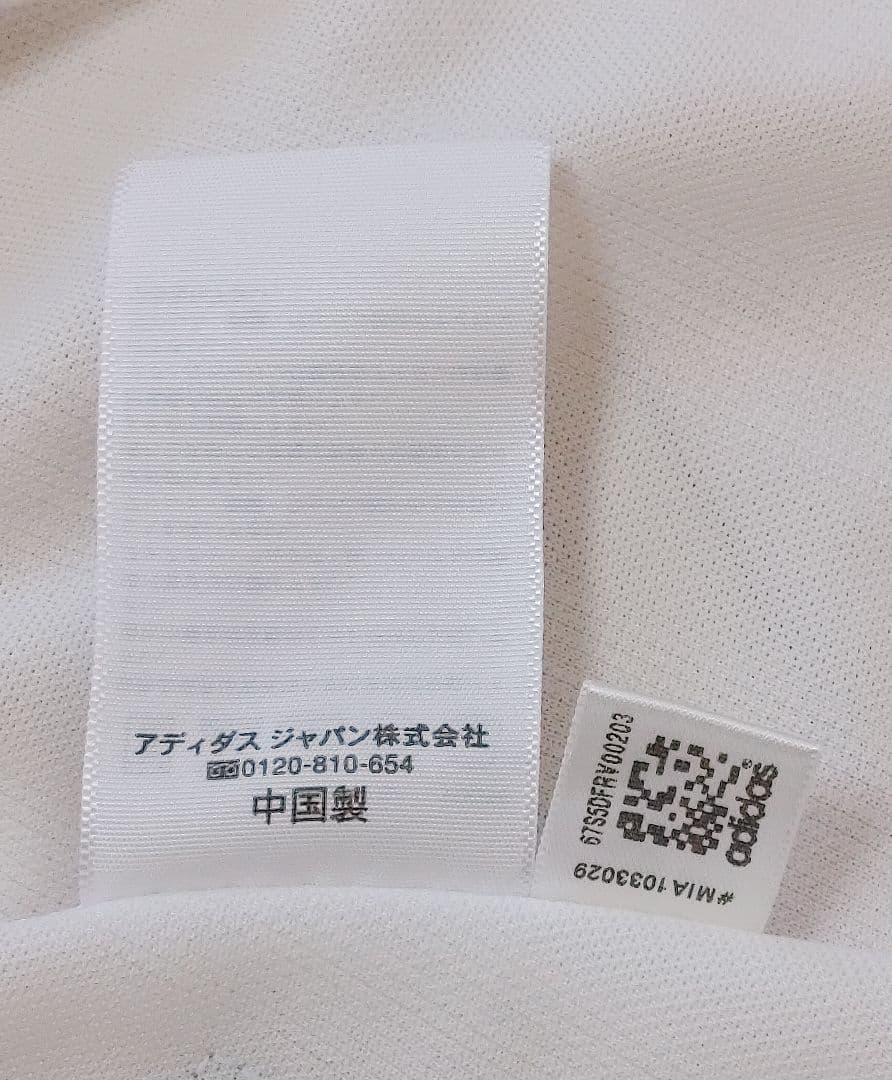 アディダス ジャパン株式会社
0120-810-654
中国製
67S5DFRV00203
adidas
#MIA 1033029